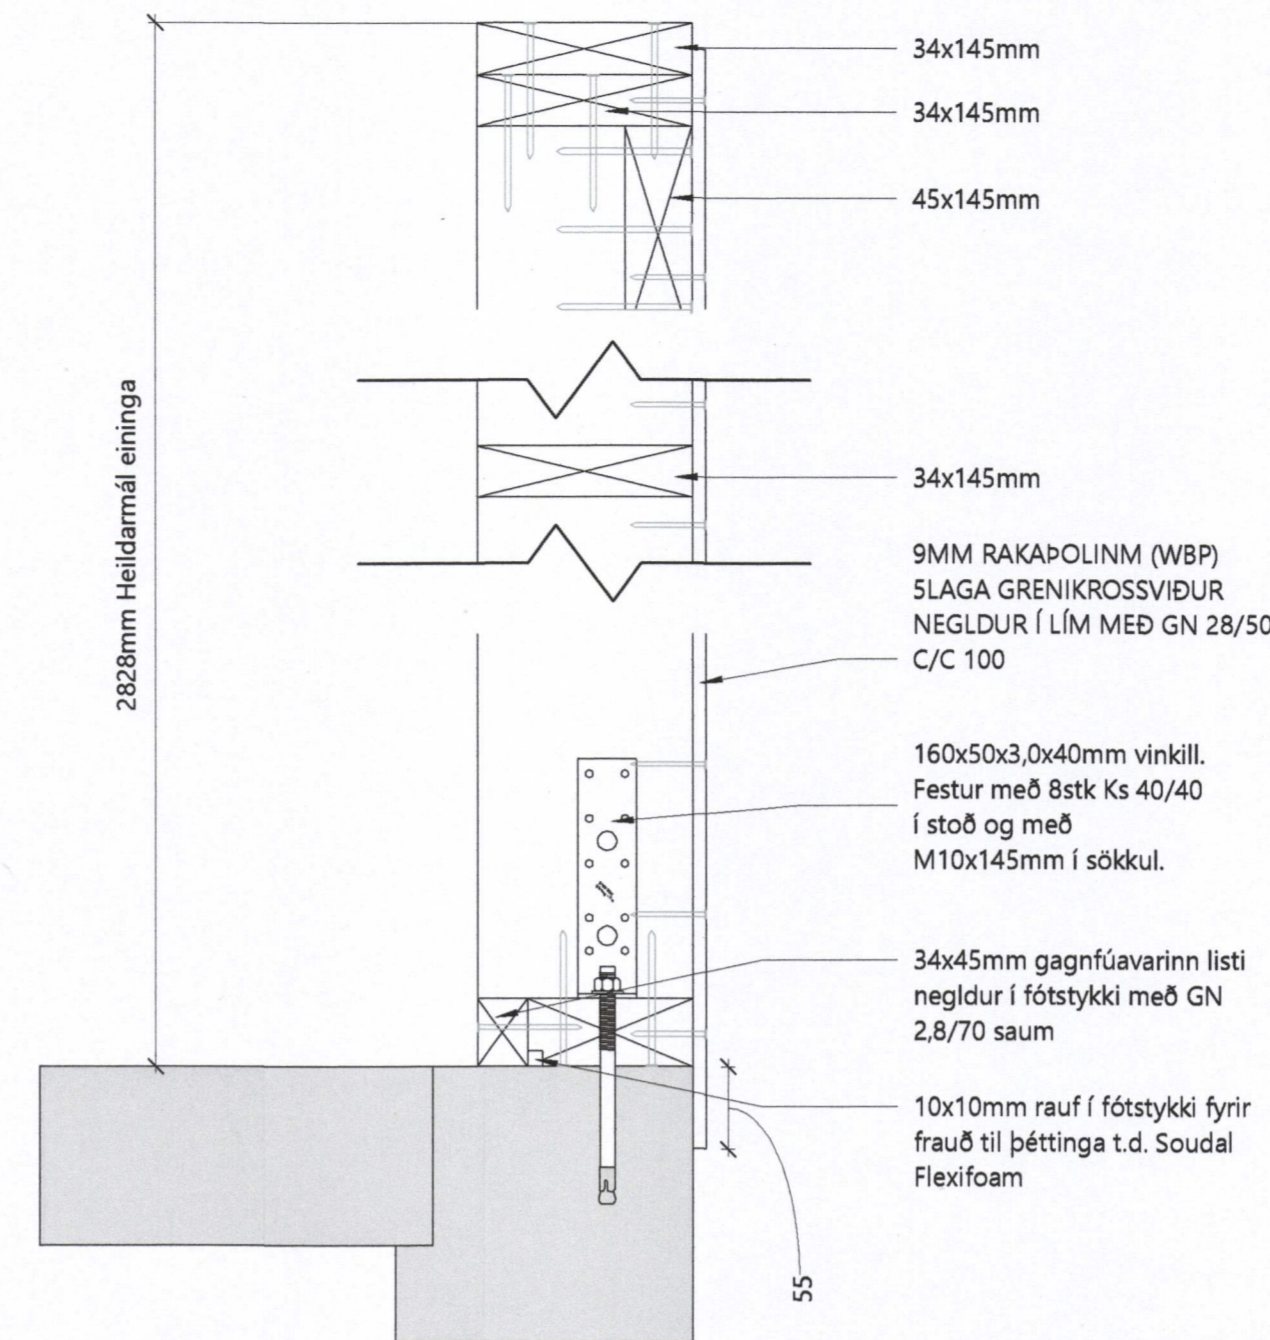 34x145mm
34x145mm
45x145mm
2828mm Heildarmál eininga
34x145mm
9MM RAKAÞOLINM (WBP)
5LAGA GRENIKROSSVIÐUR
NEGLDUR Í LÍM MEÐ GN 28/50
C/C 100
160x50x3,0x40mm vinkill.
Festur með 8stk Ks 40/40
í stoð og með
M10x145mm í sökkul.
34x45mm gagnfúavarinn listi
negldur í fótstykki með GN
2,8/70 saum
10x10mm rauf í fótstykki fyrir
frauð til þéttinga t.d. Soudal
Flexifoam
55